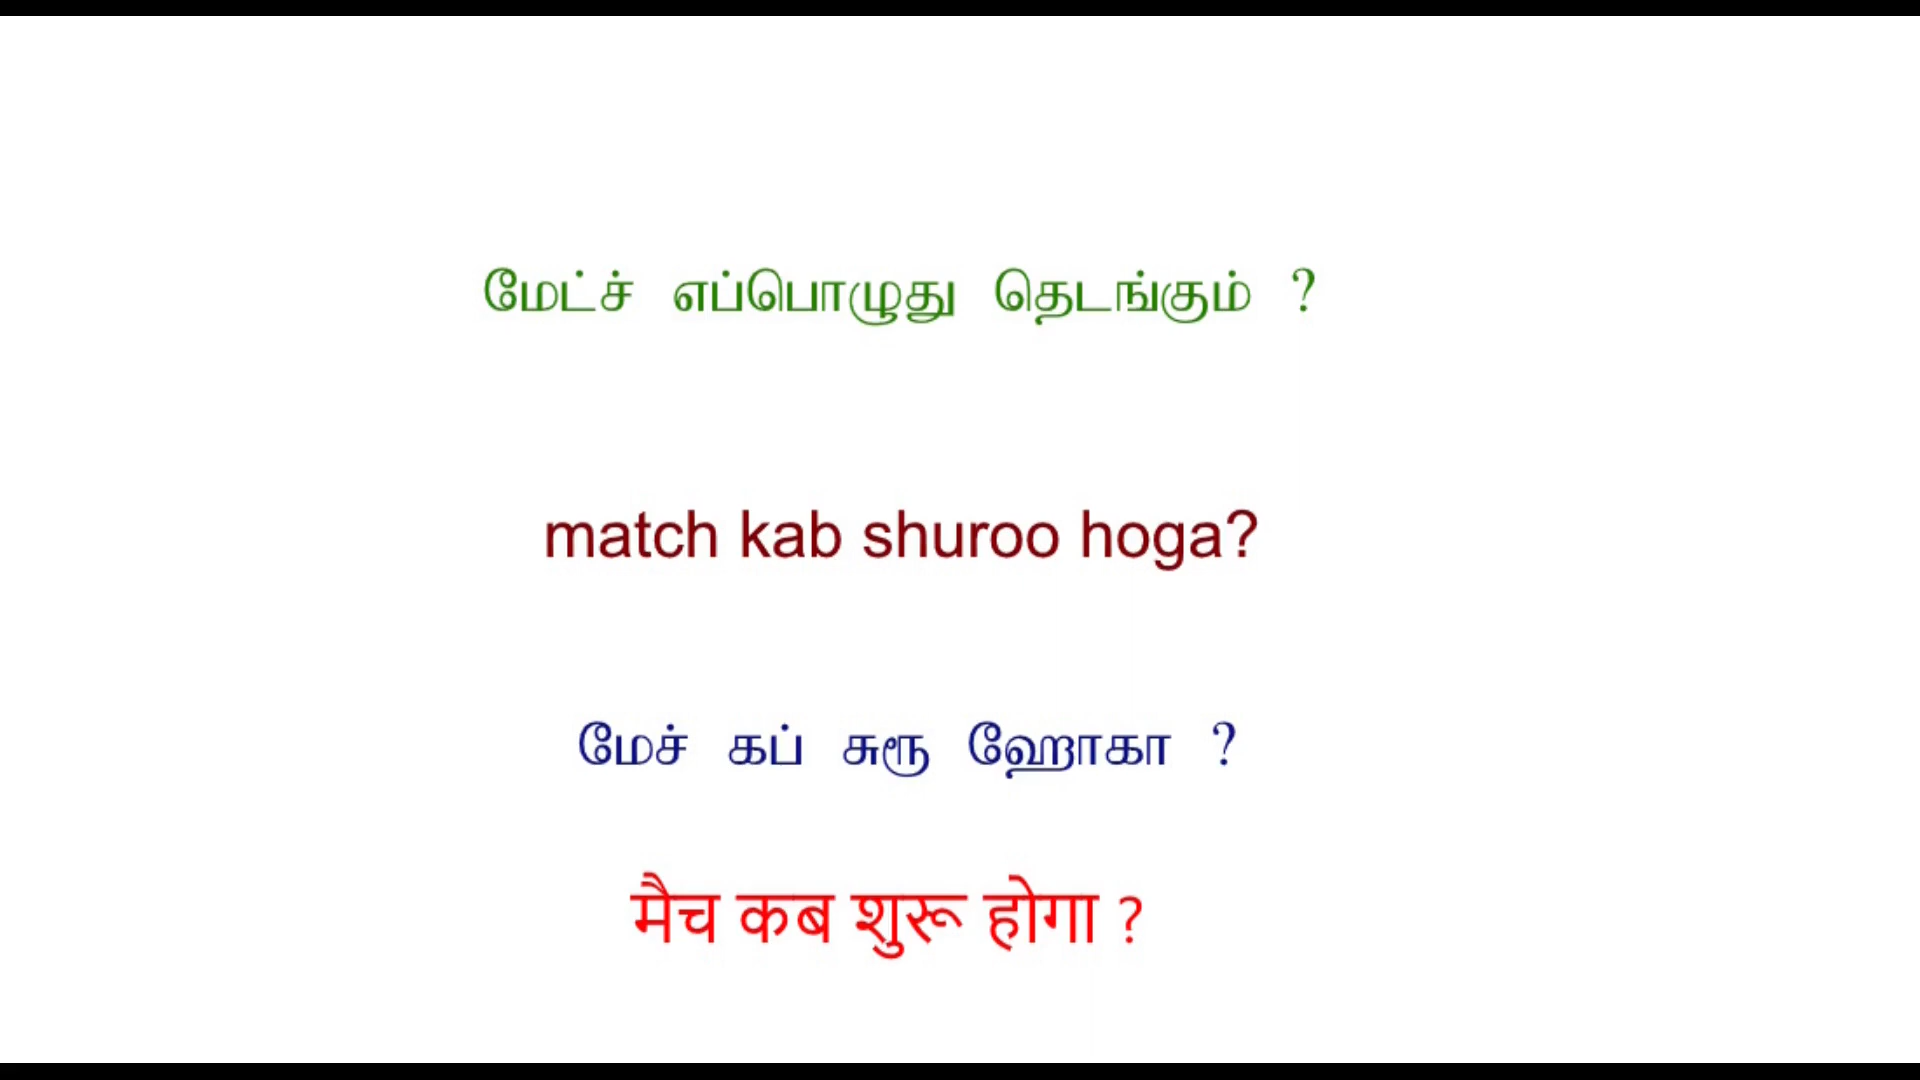 மேட்ச் எப்பொழுது தெடங்கும் ?
match kab shuroo hoga?
மேச் கப் சுரூ ஹோகா ?
मैच कब शुरू होगा ?